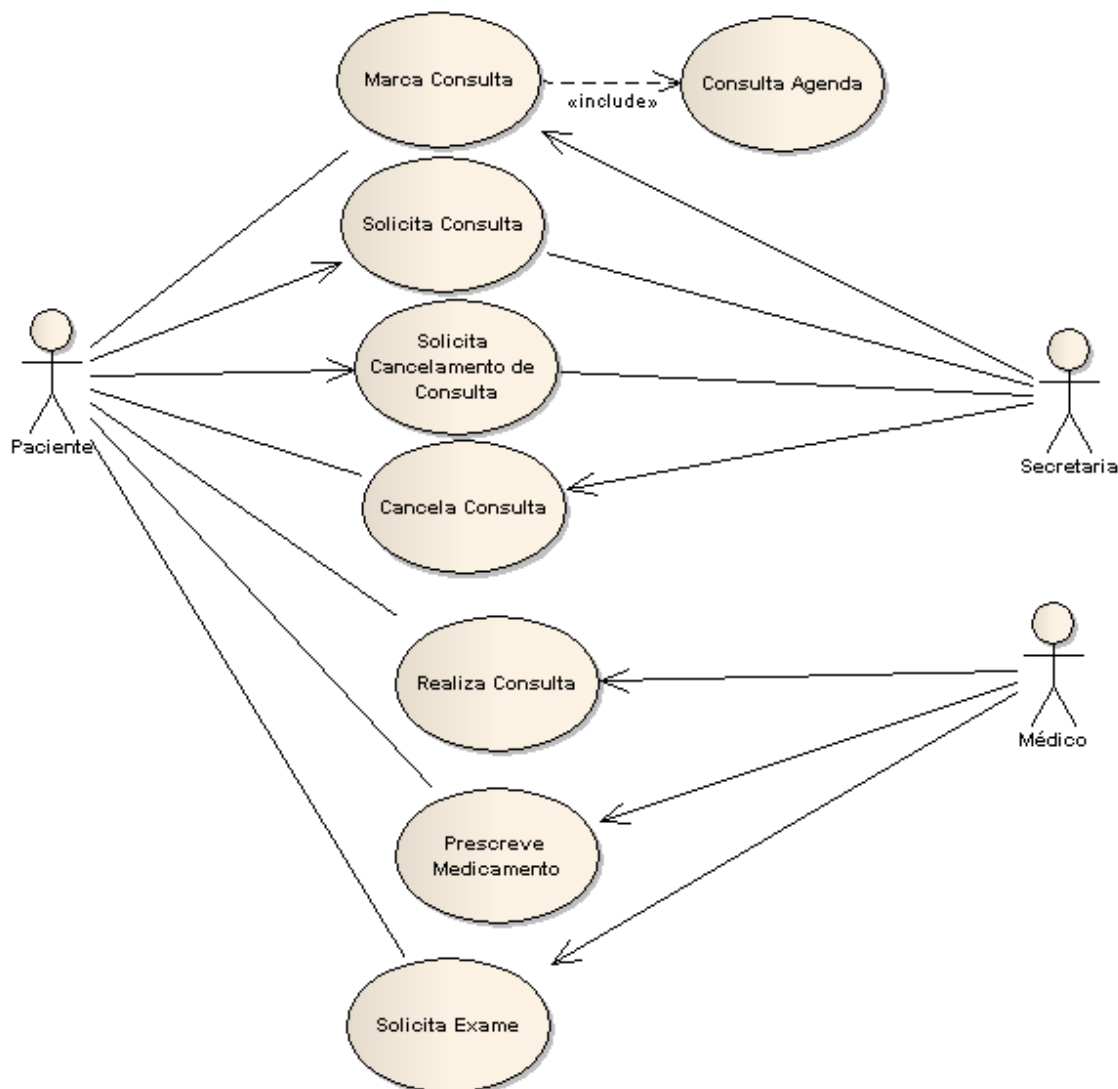 Marca Consulta
Consulta Agenda
«include»
Solicita Consulta
Solicita
Cancelamento de
Consulta
Paciente
Secretaria
Cancela Consulta
Realiza Consulta
Médico
Prescreve
Medicamento
Solicita Exame